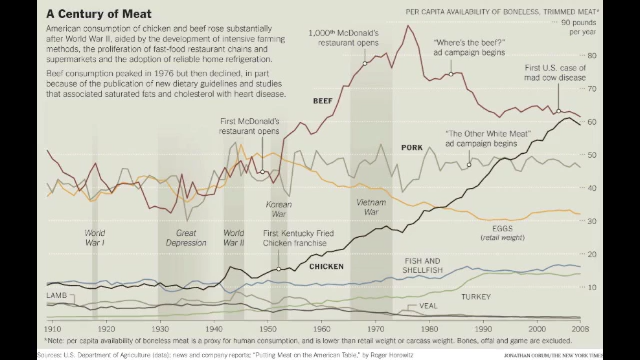 A Century of Meat
American consumption of chicken and beef rose substantially
after World War II, aided by the development of intensive farming
methods, the proliferation of fast-food restaurant chains and
supermarkets and the adoption of reliable home refrigeration.
Beef consumption peaked in 1976 but then declined, in part
because of the publication of new dietary guidelines and studies
that associated saturated fats and cholesterol with heart disease.
PER CAPITA AVAILABILITY OF BONELESS, TRIMMED MEAT*
90 pounds
per year
1,000th McDonald's
restaurant opens
"Where's the beef?"
ad campaign begins
First U.S. case of
mad cow disease
80
70
BEEF
First McDonald's
restaurant opens
PORK
"The Other White Meat"
ad campaign begins
60
50
40
30
20
10
World
War I
Great
Depression
World
War II
Korean
War
Vietnam
War
First Kentucky Fried
Chicken franchise
CHICKEN
EGGS
(retail weight)
FISH AND
SHELLFISH
TURKEY
LAMB
VEAL
1910 1920 1930 1940 1950 1960 1970 1980 1990 2000 2008
*Note: per capita availability of boneless meat is a proxy for human consumption, and is lower than retail weight or carcass weight. Bones, offal and game are excluded.
Sources: U.S. Department of Agriculture (data); news and company reports; "Putting Meat on the American Table," by Roger Horowitz
JONATHAN CORUM/THE NEW YORK TIMES